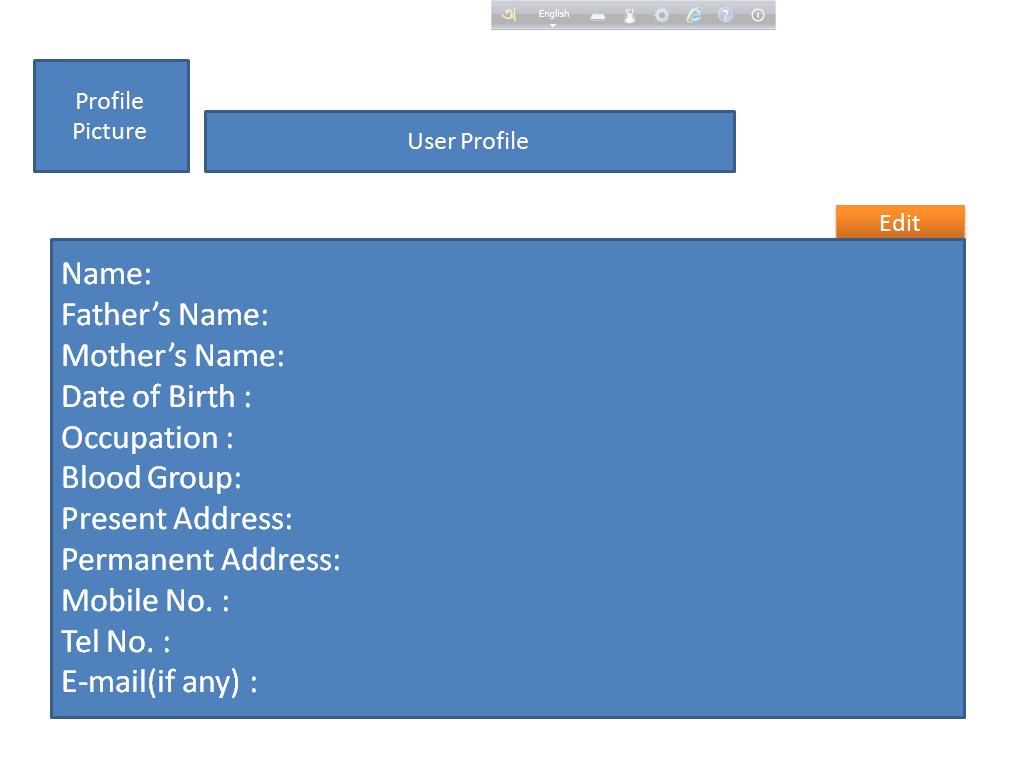 অ English
Profile
Picture
User Profile
Edit
Name:
Father’s Name:
Mother’s Name:
Date of Birth :
Occupation :
Blood Group:
Present Address:
Permanent Address:
Mobile No. :
Tel No. :
E-mail(if any) :